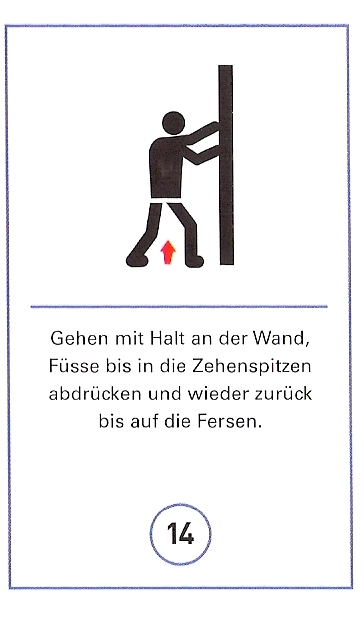 Gehen mit Halt an der Wand,
Füsse bis in die Zehenspitzen
abdrücken und wieder zurück
bis auf die Fersen.
14